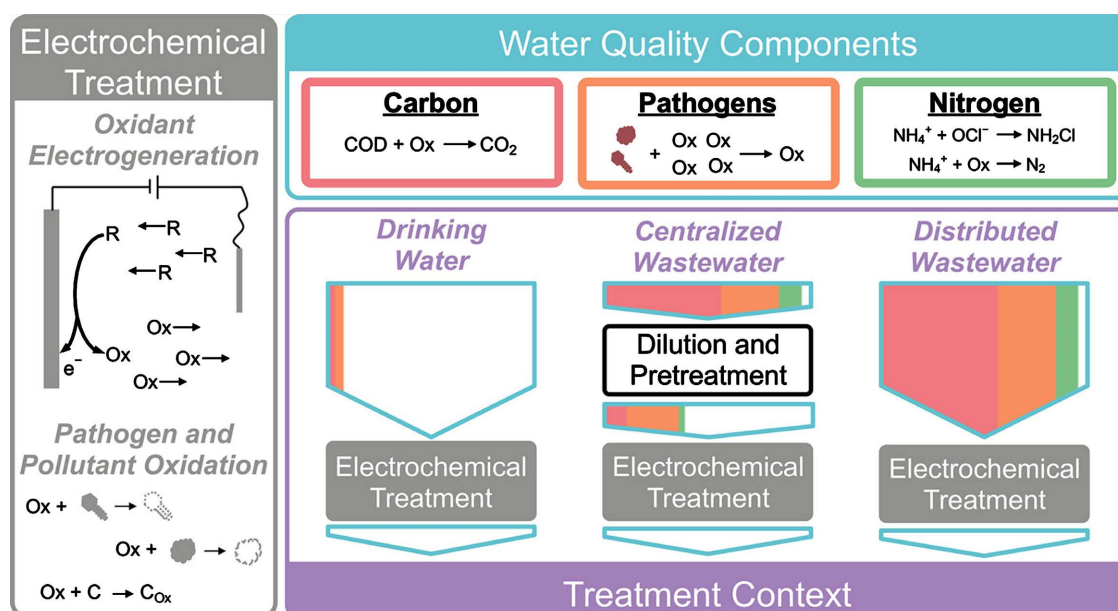 Electrochemical
Treatment
Oxidant
Electrogeneration
R
R
R
R
Ox
Ox
Ox
Ox
e⁻
Pathogen and
Pollutant Oxidation
Ox +
Ox +
Ox + C → C_Ox
Water Quality Components
Carbon
COD + Ox → CO₂
Pathogens
+ Ox Ox
Ox Ox → Ox
Nitrogen
NH₄⁺ + OCl⁻ → NH₂Cl
NH₄⁺ + Ox → N₂
Drinking
Water
Electrochemical
Treatment
Centralized
Wastewater
Dilution and
Pretreatment
Electrochemical
Treatment
Distributed
Wastewater
Electrochemical
Treatment
Treatment Context